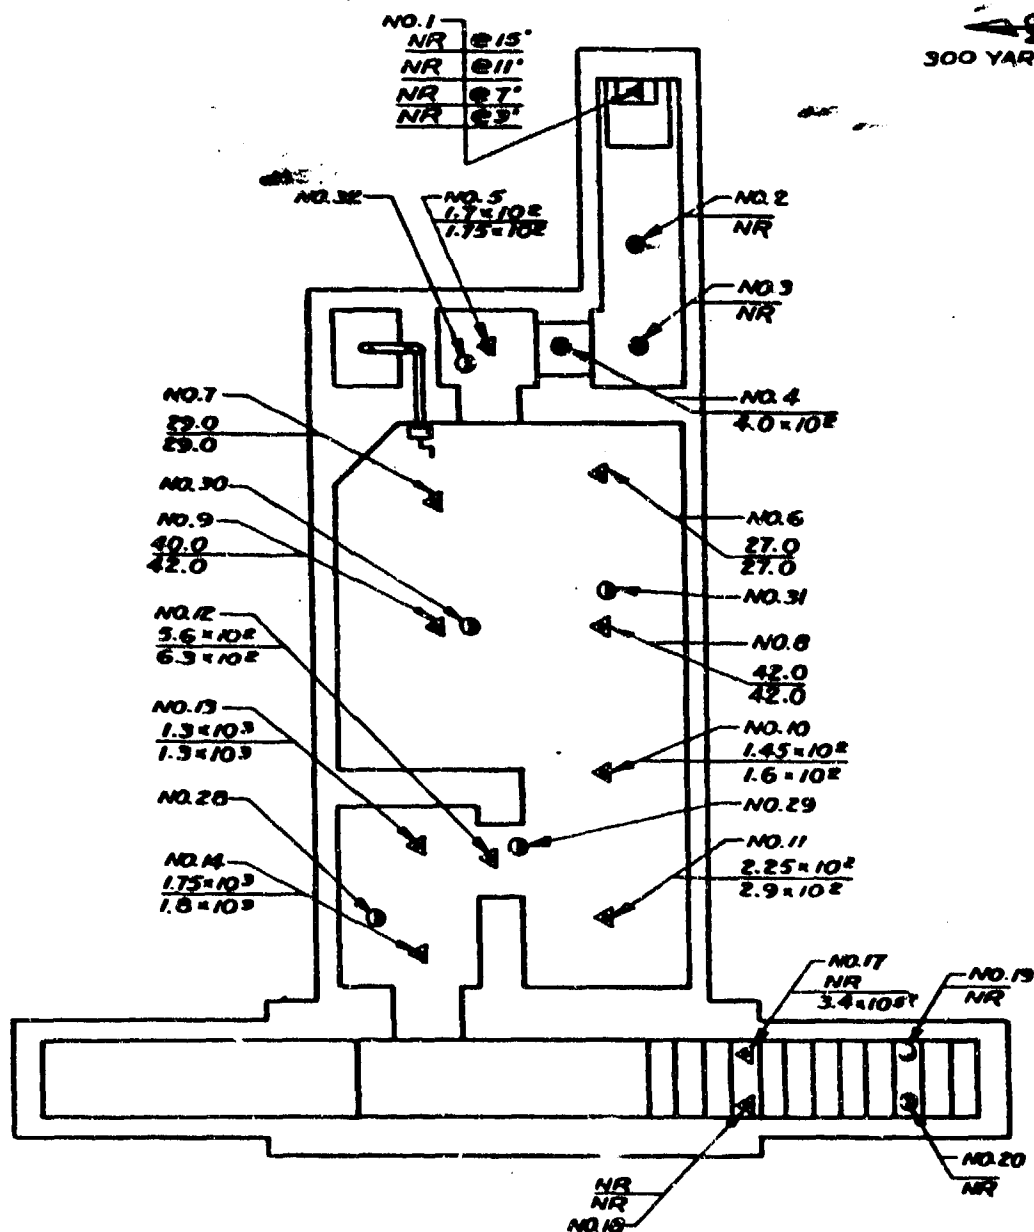 NO.1
NR @ 15"
NR @ 11"
NR @ 7"
NR @ 3"
300 YAR
NO.32
NO.5
1.7×10²
1.75×10²
NO.2
NR
NO.3
NR
NO.4
4.0×10²
NO.7
29.0
29.0
NO.30
NO.9
40.0
42.0
NO.6
27.0
27.0
NO.31
NO.12
5.6×10²
6.3×10²
NO.8
42.0
42.0
NO.13
1.3×10³
1.3×10³
NO.10
1.45×10²
1.6×10²
NO.28
NO.29
NO.14
1.75×10³
1.8×10³
NO.11
2.25×10²
2.9×10²
NO.17
NR
NO.19
NR
NO.20
NR
NR
NR
NO.18